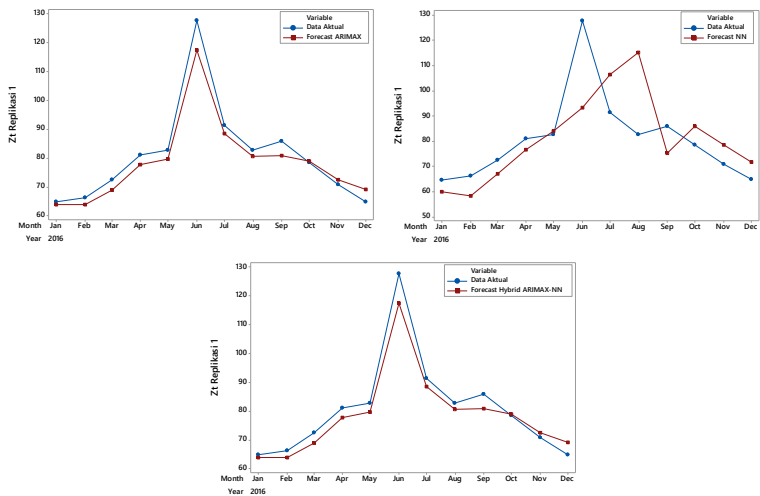 Variable
Data Aktual
Forecast ARIMAX
Zt Replikasi 1
130
120
110
100
90
80
70
60
Month Jan Feb Mar Apr May Jun Jul Aug Sep Oct Nov Dec
Year 2016
Variable
Data Aktual
Forecast NN
Zt Replikasi 1
130
120
110
100
90
80
70
60
50
Month Jan Feb Mar Apr May Jun Jul Aug Sep Oct Nov Dec
Year 2016
Variable
Data Aktual
Forecast Hybrid ARIMAX-NN
Zt Replikasi 1
130
120
110
100
90
80
70
60
Month Jan Feb Mar Apr May Jun Jul Aug Sep Oct Nov Dec
Year 2016